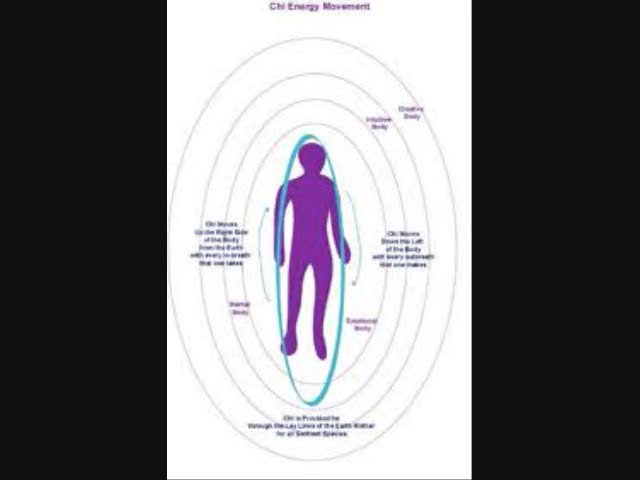 Chi Energy Movement
Creative
Body
Intuitive
Body
Chi Moves
Up the Right Side
of the Body
from the Earth
with every in-breath
that one takes
Chi Moves
Down the Left
of the Body
with every outbreath
that one makes
Mental
Body
Emotional
Body
Chi is Provided for
through the Lay Lines of the Earth Mother
for all Sentient Species